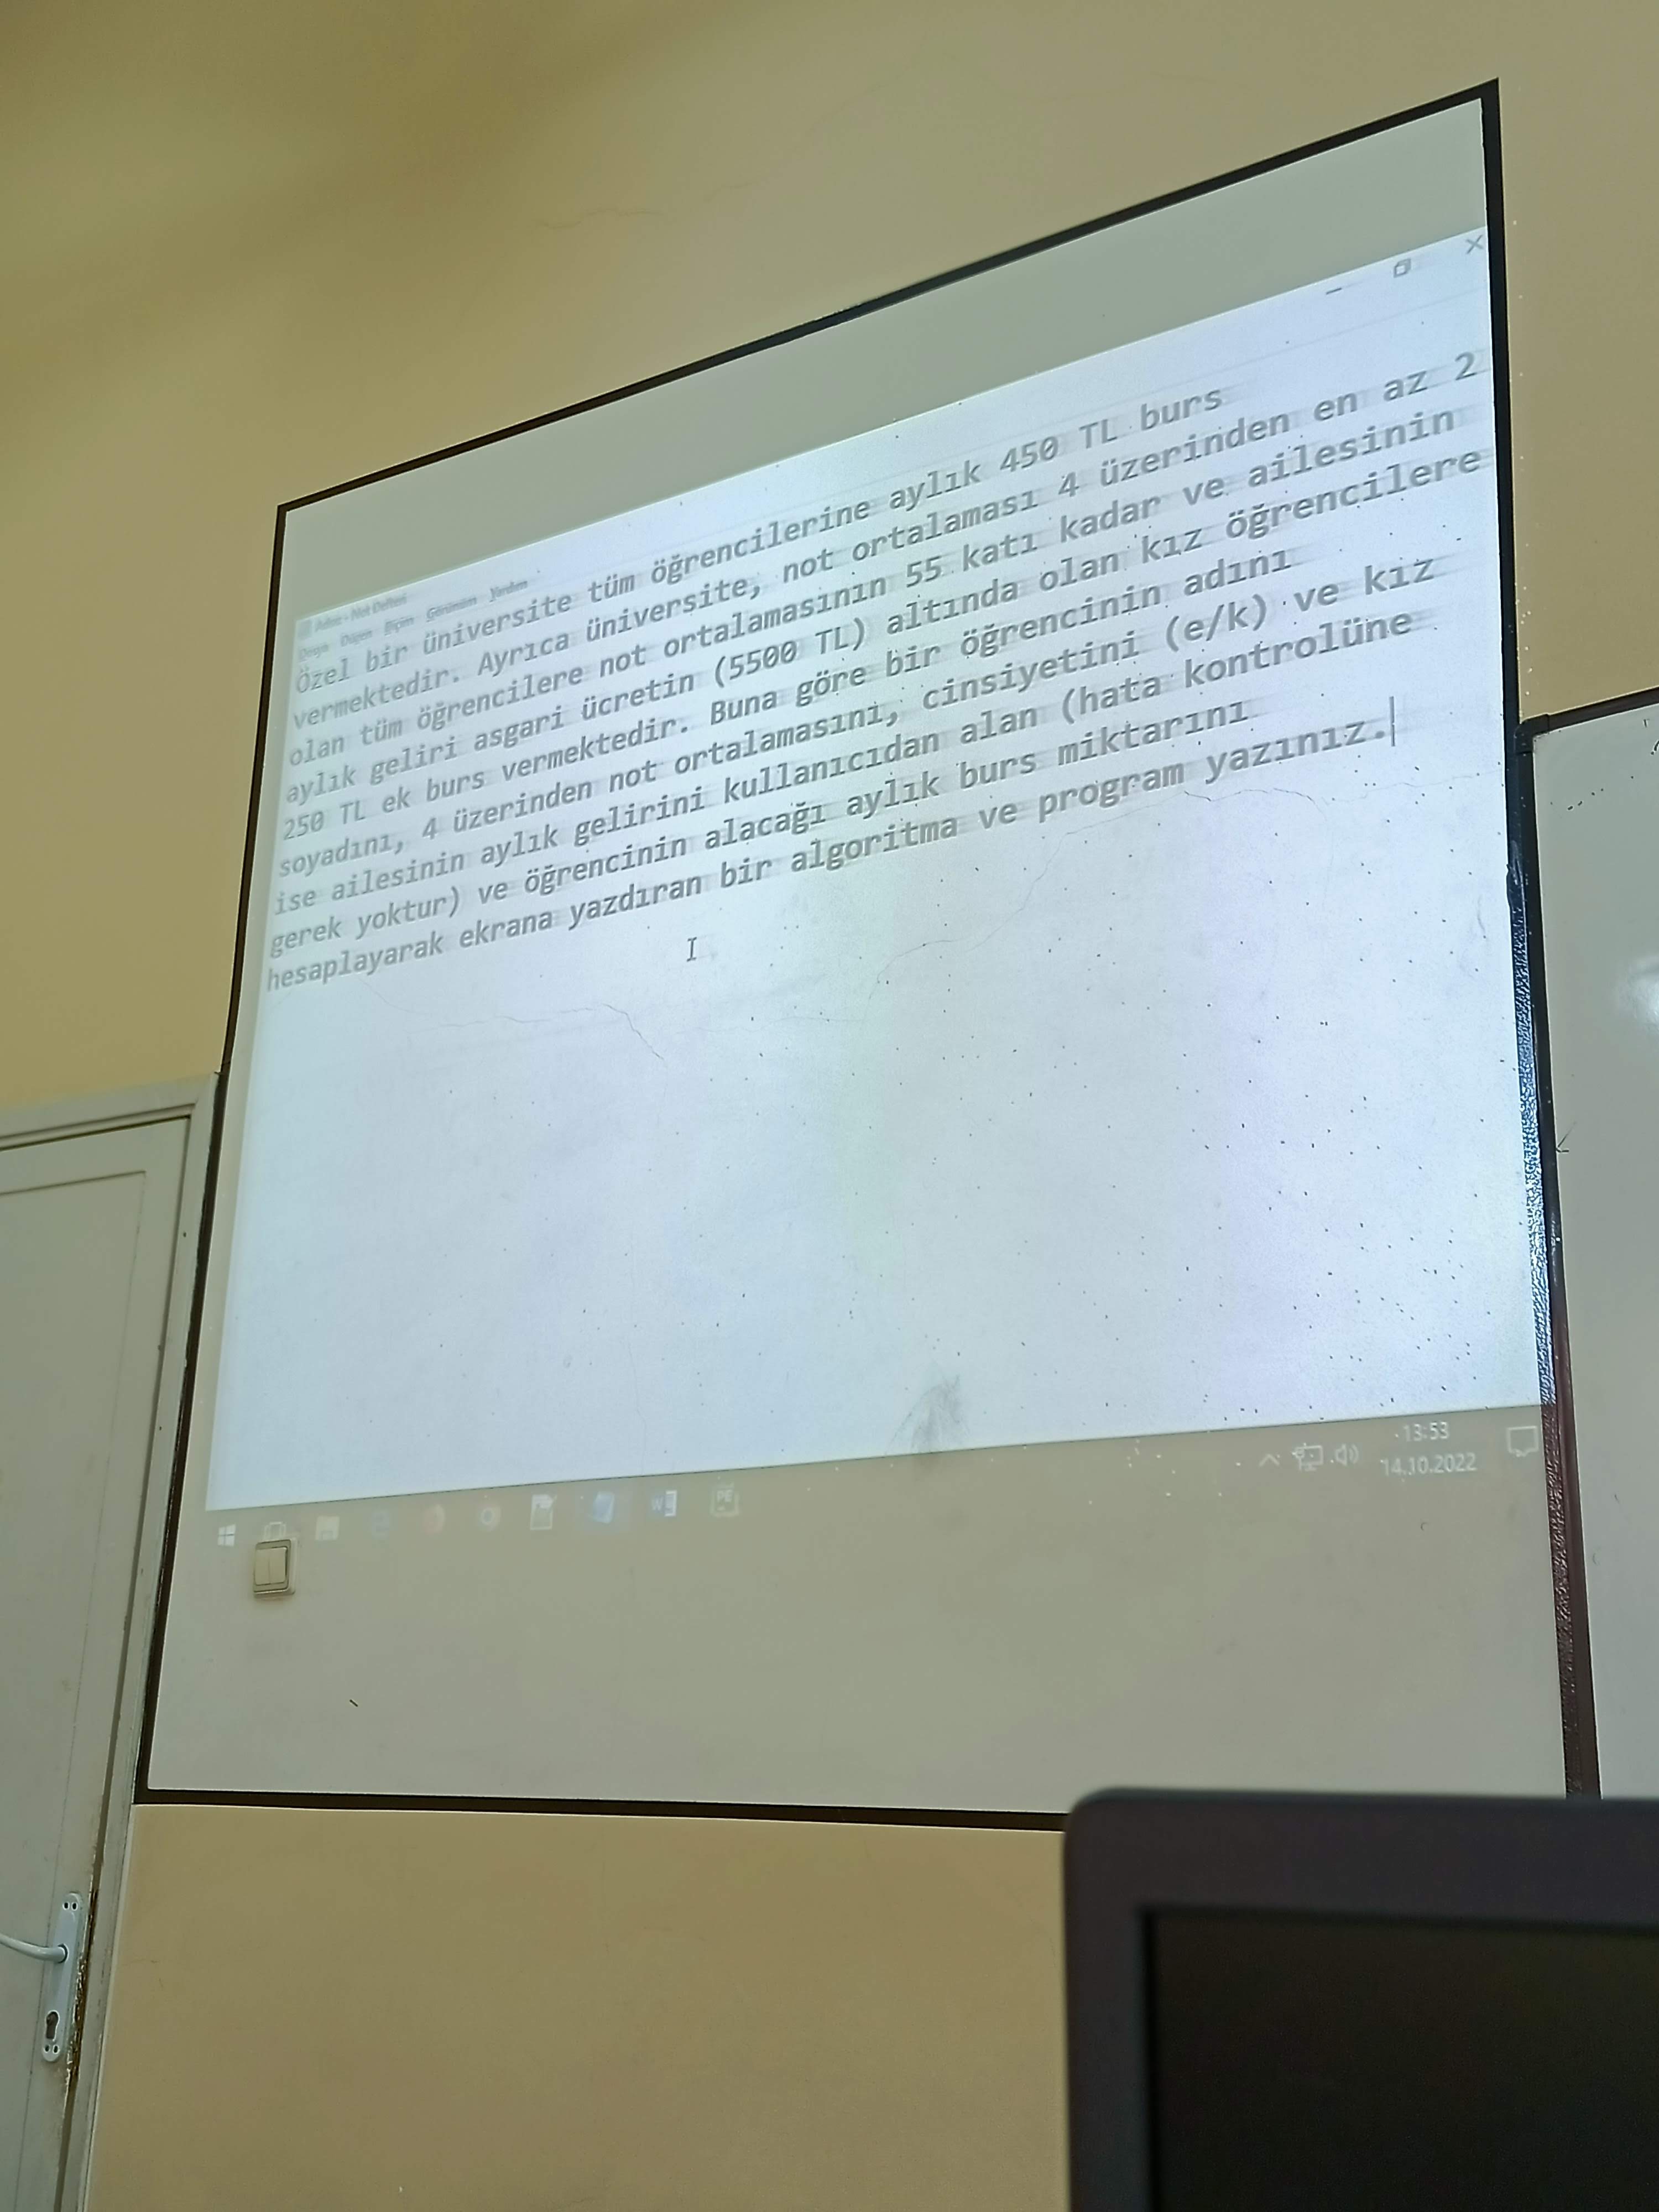 Adsız - Not Defteri
Dosya Düzen Biçim Görünüm Yardım
Özel bir üniversite tüm öğrencilerine aylık 450 TL burs
vermektedir. Ayrıca üniversite, not ortalaması 4 üzerinden en az 2
olan tüm öğrencilere not ortalamasının 55 katı kadar ve ailesinin
aylık geliri asgari ücretin (5500 TL) altında olan kız öğrencilere
250 TL ek burs vermektedir. Buna göre bir öğrencinin adını
soyadını, 4 üzerinden not ortalamasını, cinsiyetini (e/k) ve kız
ise ailesinin aylık gelirini kullanıcıdan alan (hata kontrolüne
gerek yoktur) ve öğrencinin alacağı aylık burs miktarını
hesaplayarak ekrana yazdıran bir algoritma ve program yazınız.
13:53
14.10.2022